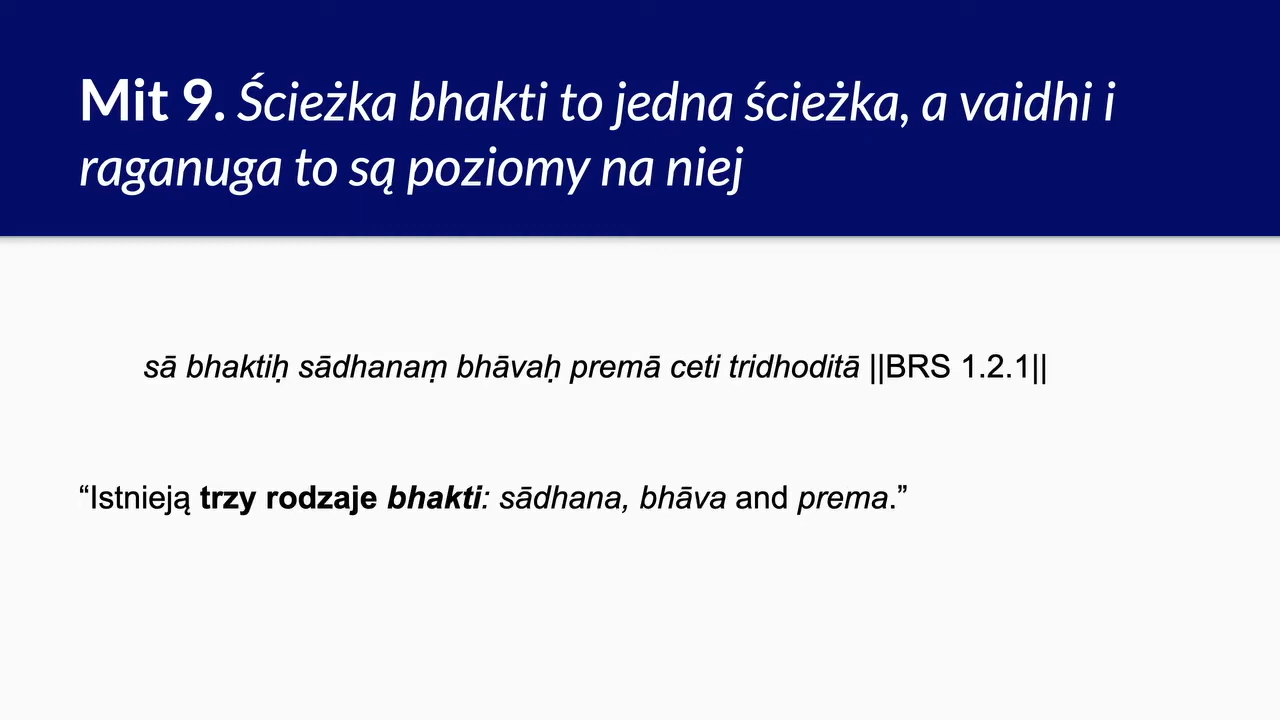 Mit 9. Ścieżka bhakti to jedna ścieżka, a vaidhi i
raganuga to są poziomy na niej
sā bhaktiḥ sādhanaṃ bhāvaḥ premā ceti tridhoditā ||BRS 1.2.1||
“Istnieją trzy rodzaje bhakti: sādhana, bhāva and prema.”